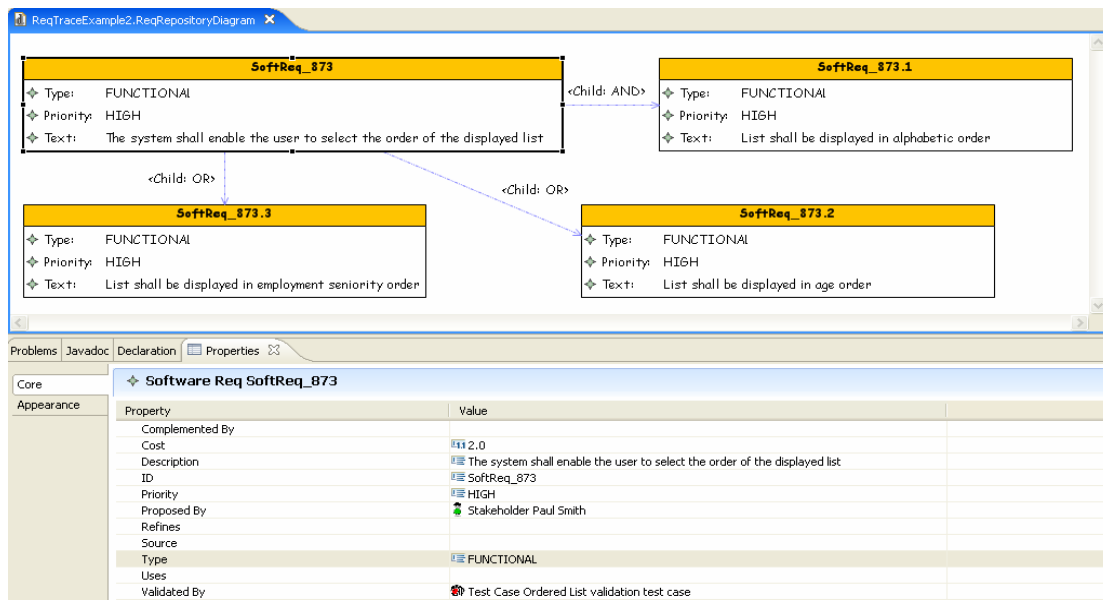 ReqTraceExample2.ReqRepositoryDiagram
SoftReq_873
Type: FUNCTIONAL
Priority: HIGH
Text: The system shall enable the user to select the order of the displayed list
<Child: AND>
SoftReq_873.1
Type: FUNCTIONAL
Priority: HIGH
Text: List shall be displayed in alphabetic order
<Child: OR>
<Child: OR>
SoftReq_873.3
Type: FUNCTIONAL
Priority: HIGH
Text: List shall be displayed in employment seniority order
SoftReq_873.2
Type: FUNCTIONAL
Priority: HIGH
Text: List shall be displayed in age order
Problems Javadoc Declaration Properties
Core
Appearance
Software Req SoftReq_873
Property Value
Complemented By
Cost 2.0
Description The system shall enable the user to select the order of the displayed list
ID SoftReq_873
Priority HIGH
Proposed By Stakeholder Paul Smith
Refines
Source
Type FUNCTIONAL
Uses
Validated By Test Case Ordered List validation test case